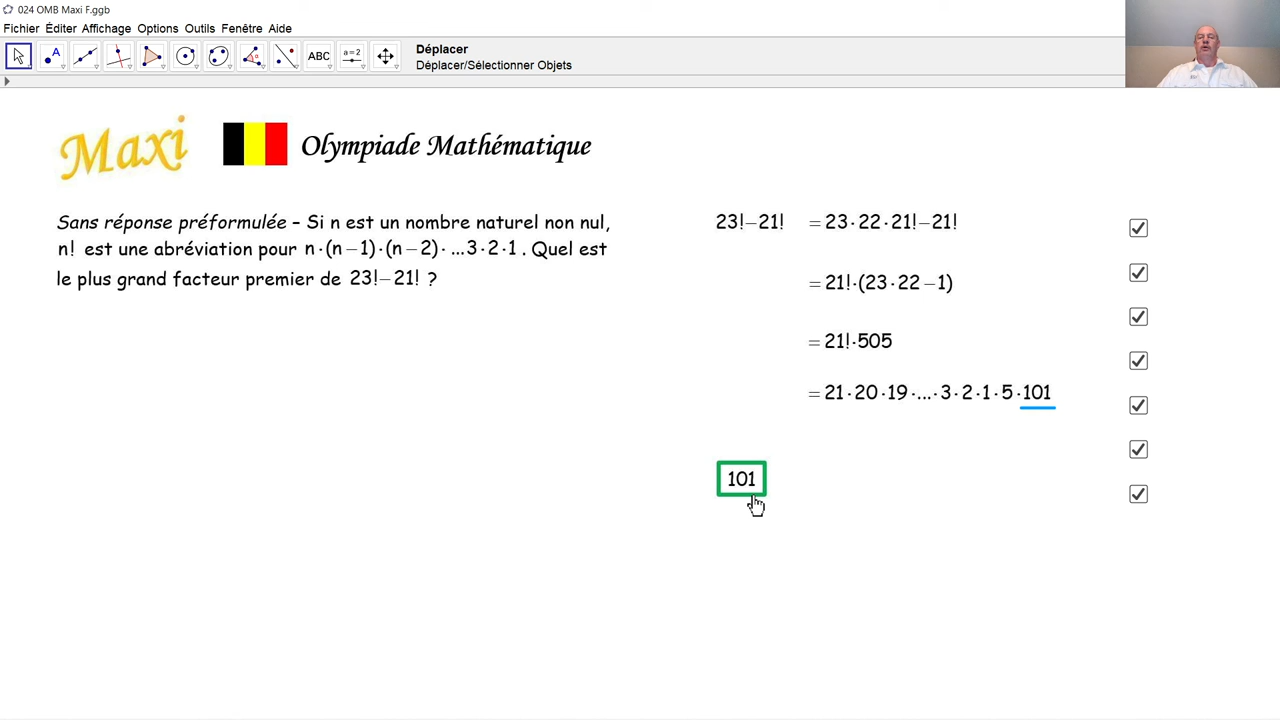 024 OMB Maxi F.ggb
Fichier Éditer Affichage Options Outils Fenêtre Aide
A ABC a=2 Déplacer
Déplacer/Sélectionner Objets
Maxi Olympiade Mathématique
Sans réponse préformulée – Si n est un nombre naturel non nul,
n! est une abréviation pour n·(n−1)·(n−2)·...3·2·1. Quel est
le plus grand facteur premier de 23!−21! ?
23!−21! = 23·22·21!−21!
= 21!·(23·22−1)
= 21!·505
= 21·20·19·...·3·2·1·5·101
101